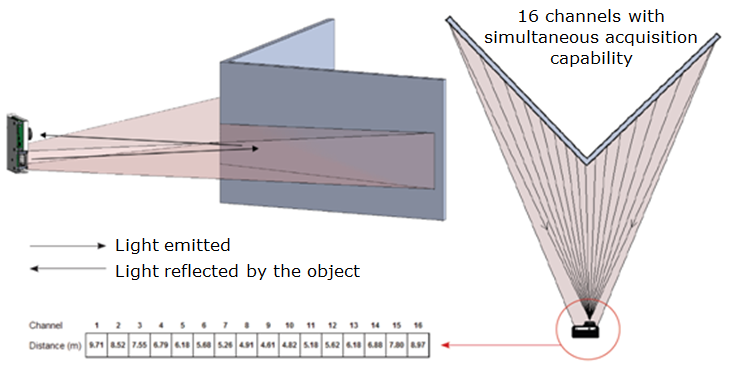 16 channels with
simultaneous acquisition
capability
Light emitted
Light reflected by the object
Channel 1 2 3 4 5 6 7 8 9 10 11 12 13 14 15 16
Distance (m) 9.71 8.52 7.55 6.79 6.18 5.68 5.26 4.91 4.61 4.82 5.18 5.62 6.18 6.88 7.80 8.97